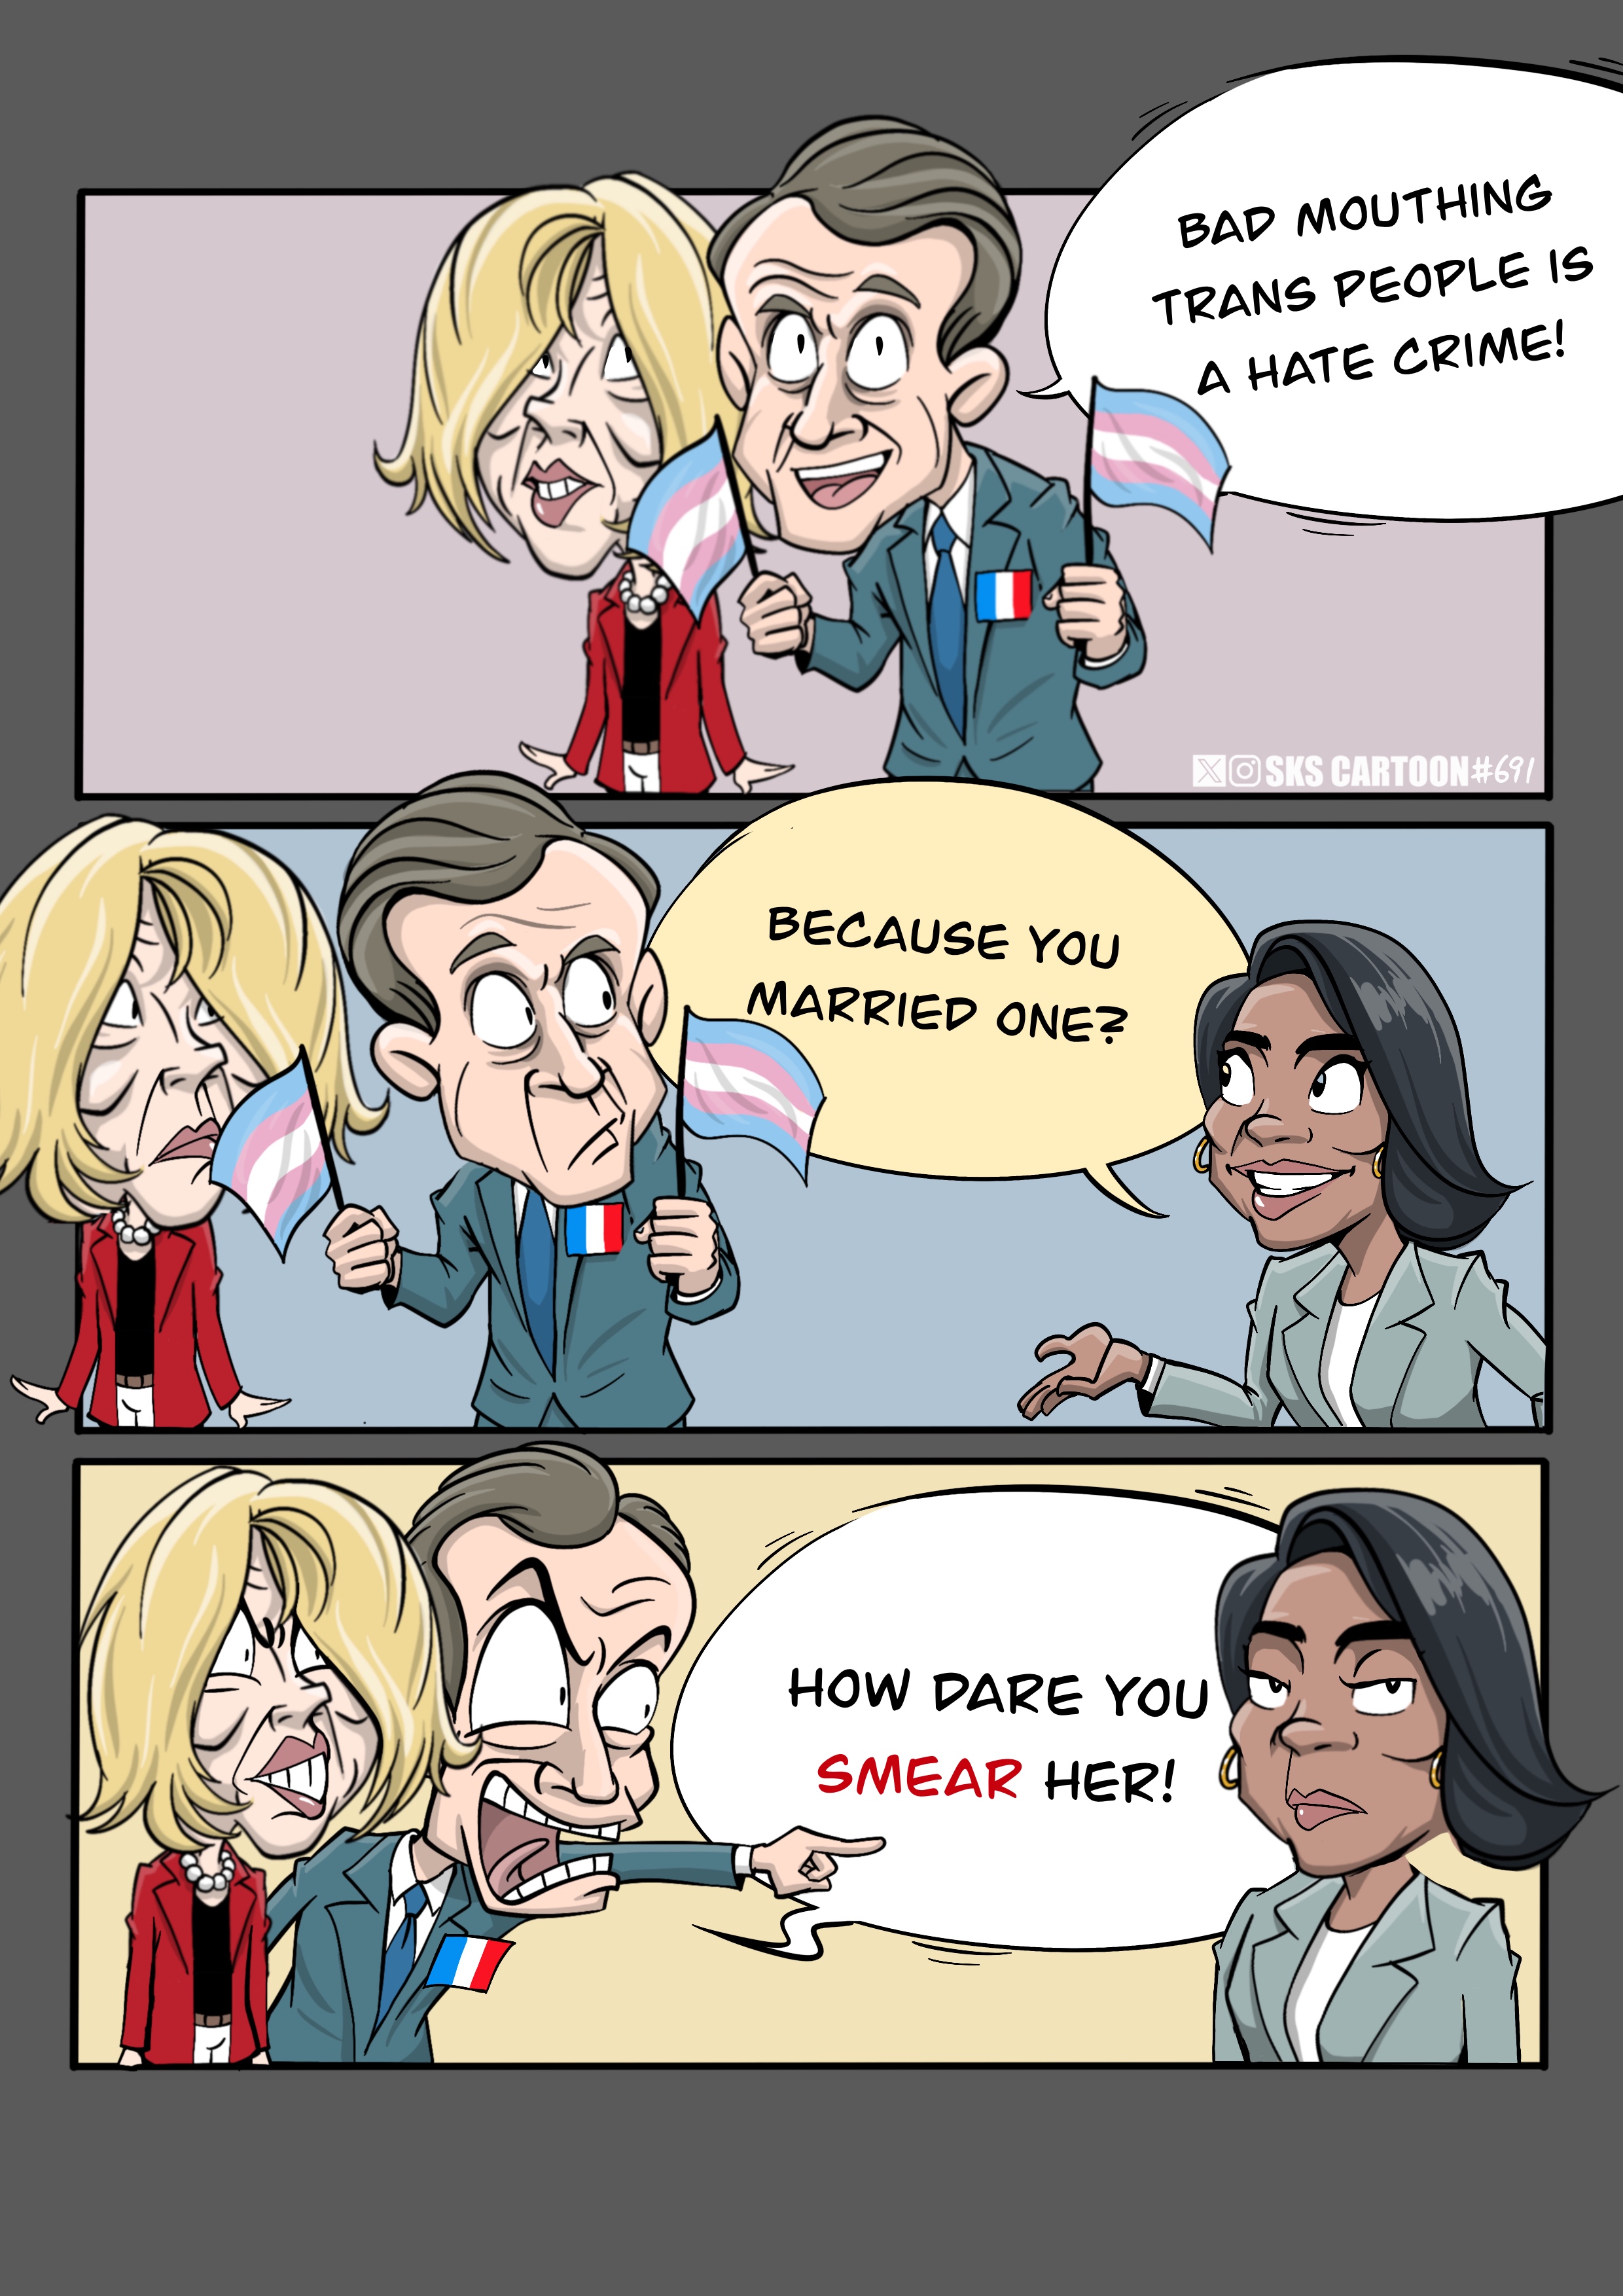 BAD MOUTHING
TRANS PEOPLE IS
A HATE CRIME!
SKS CARTOON #691
BECAUSE YOU
MARRIED ONE?
HOW DARE YOU
SMEAR HER!